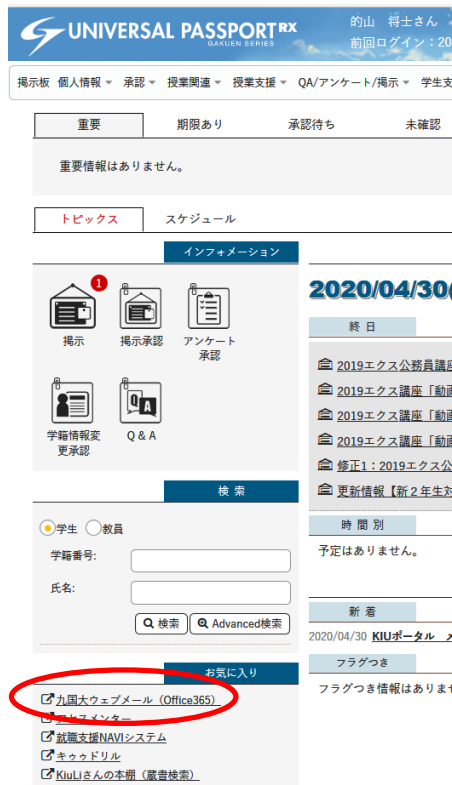 UNIVERSAL PASSPORT RX
GAKUEN SERIES
的山 将士さん
前回ログイン：20
掲示板 個人情報 承認 授業関連 授業支援 QA/アンケート/掲示 学生支
重要 期限あり 承認待ち 未確認
重要情報はありません。
トピックス スケジュール
インフォメーション
1
掲示 掲示承認 アンケート承認
学籍情報変更承認 Q & A
検 索
学生 教員
学籍番号:
氏名:
検索 Advanced検索
お気に入り
九国大ウェブメール（Office365）
就職支援NAVIシステム
キゥゥドリル
KiuLiさんの本棚（蔵書検索）
2020/04/30(
終 日
2019エクス公務員講座
2019エクス講座「動画
2019エクス講座「動画
2019エクス講座「動画
修正1：2019エクス公
更新情報【新２年生対
時 間 別
予定はありません。
新 着
2020/04/30 KIUポータル メ
フラグつき
フラグつき情報はありませ